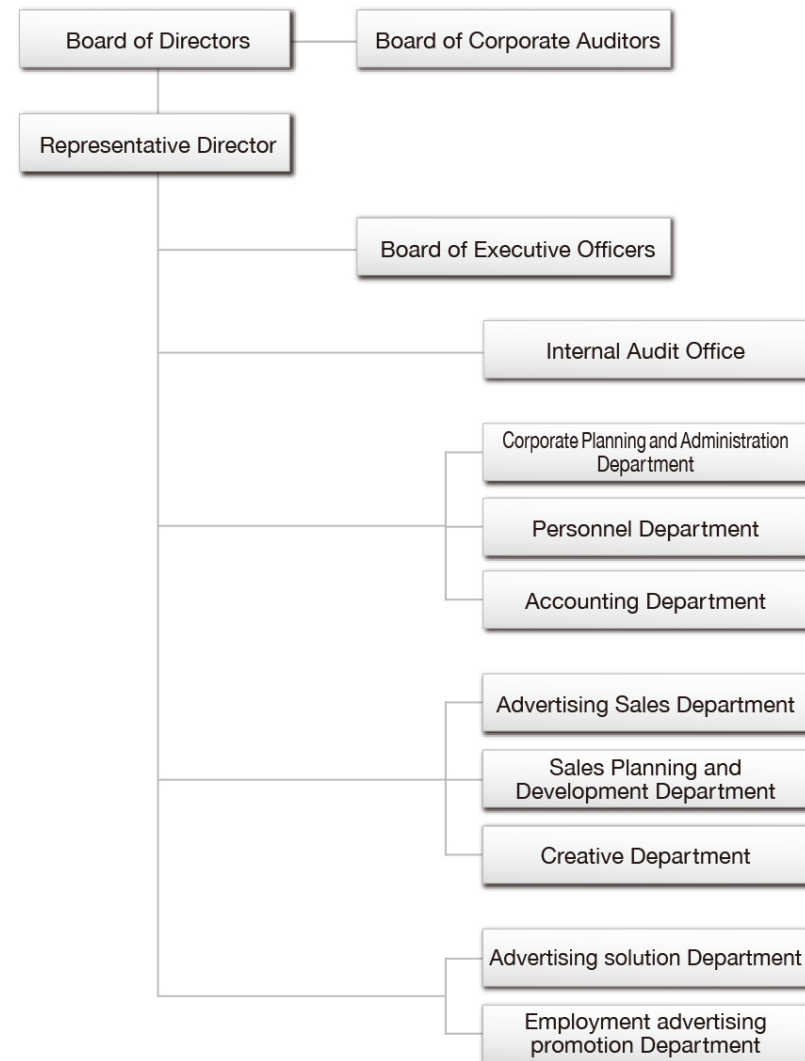 Board of Directors
Board of Corporate Auditors
Representative Director
Board of Executive Officers
Internal Audit Office
Corporate Planning and Administration
Department
Personnel Department
Accounting Department
Advertising Sales Department
Sales Planning and
Development Department
Creative Department
Advertising solution Department
Employment advertising
promotion Department